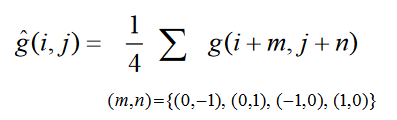 ĝ(i, j) = 1/4 Σ g(i + m, j + n)
(m,n)={(0,−1), (0,1), (−1,0), (1,0)}